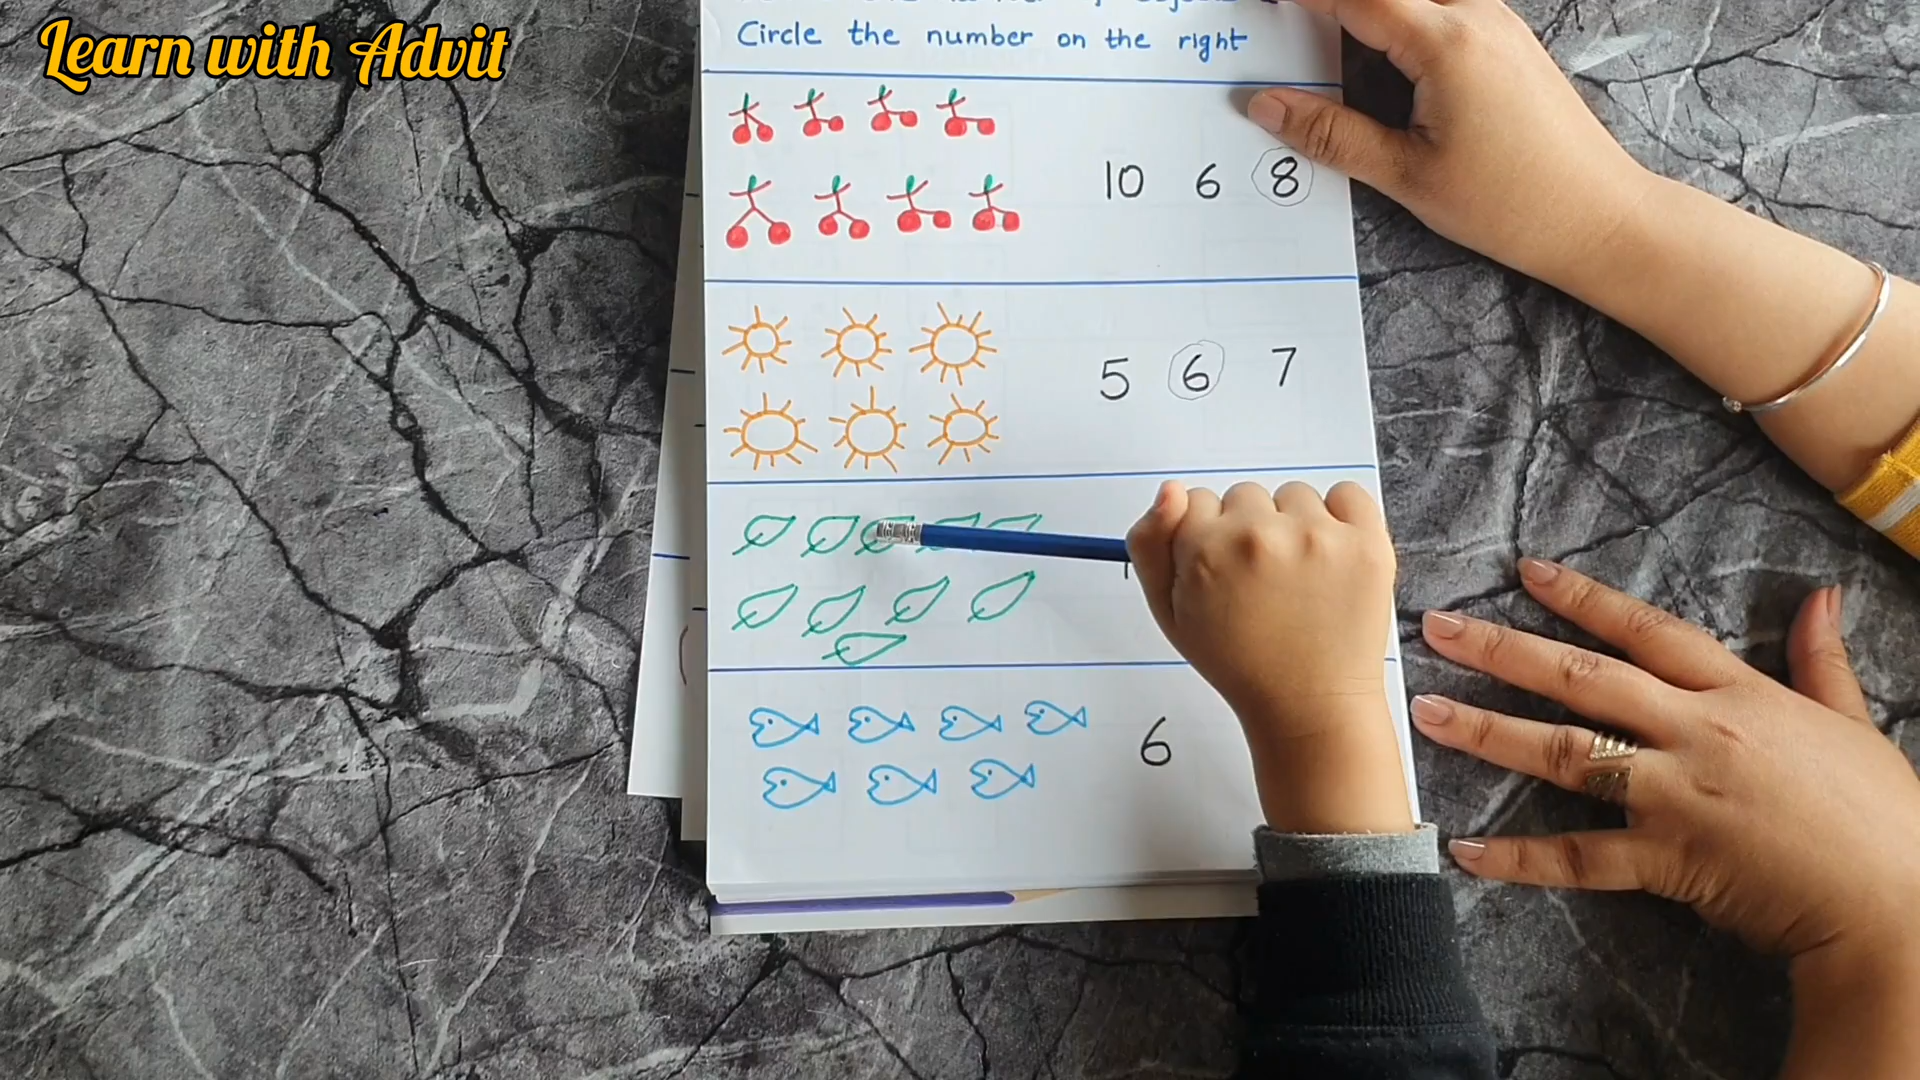 Learn with Advit
Circle the number on the right
10 6 8
5 6 7
6